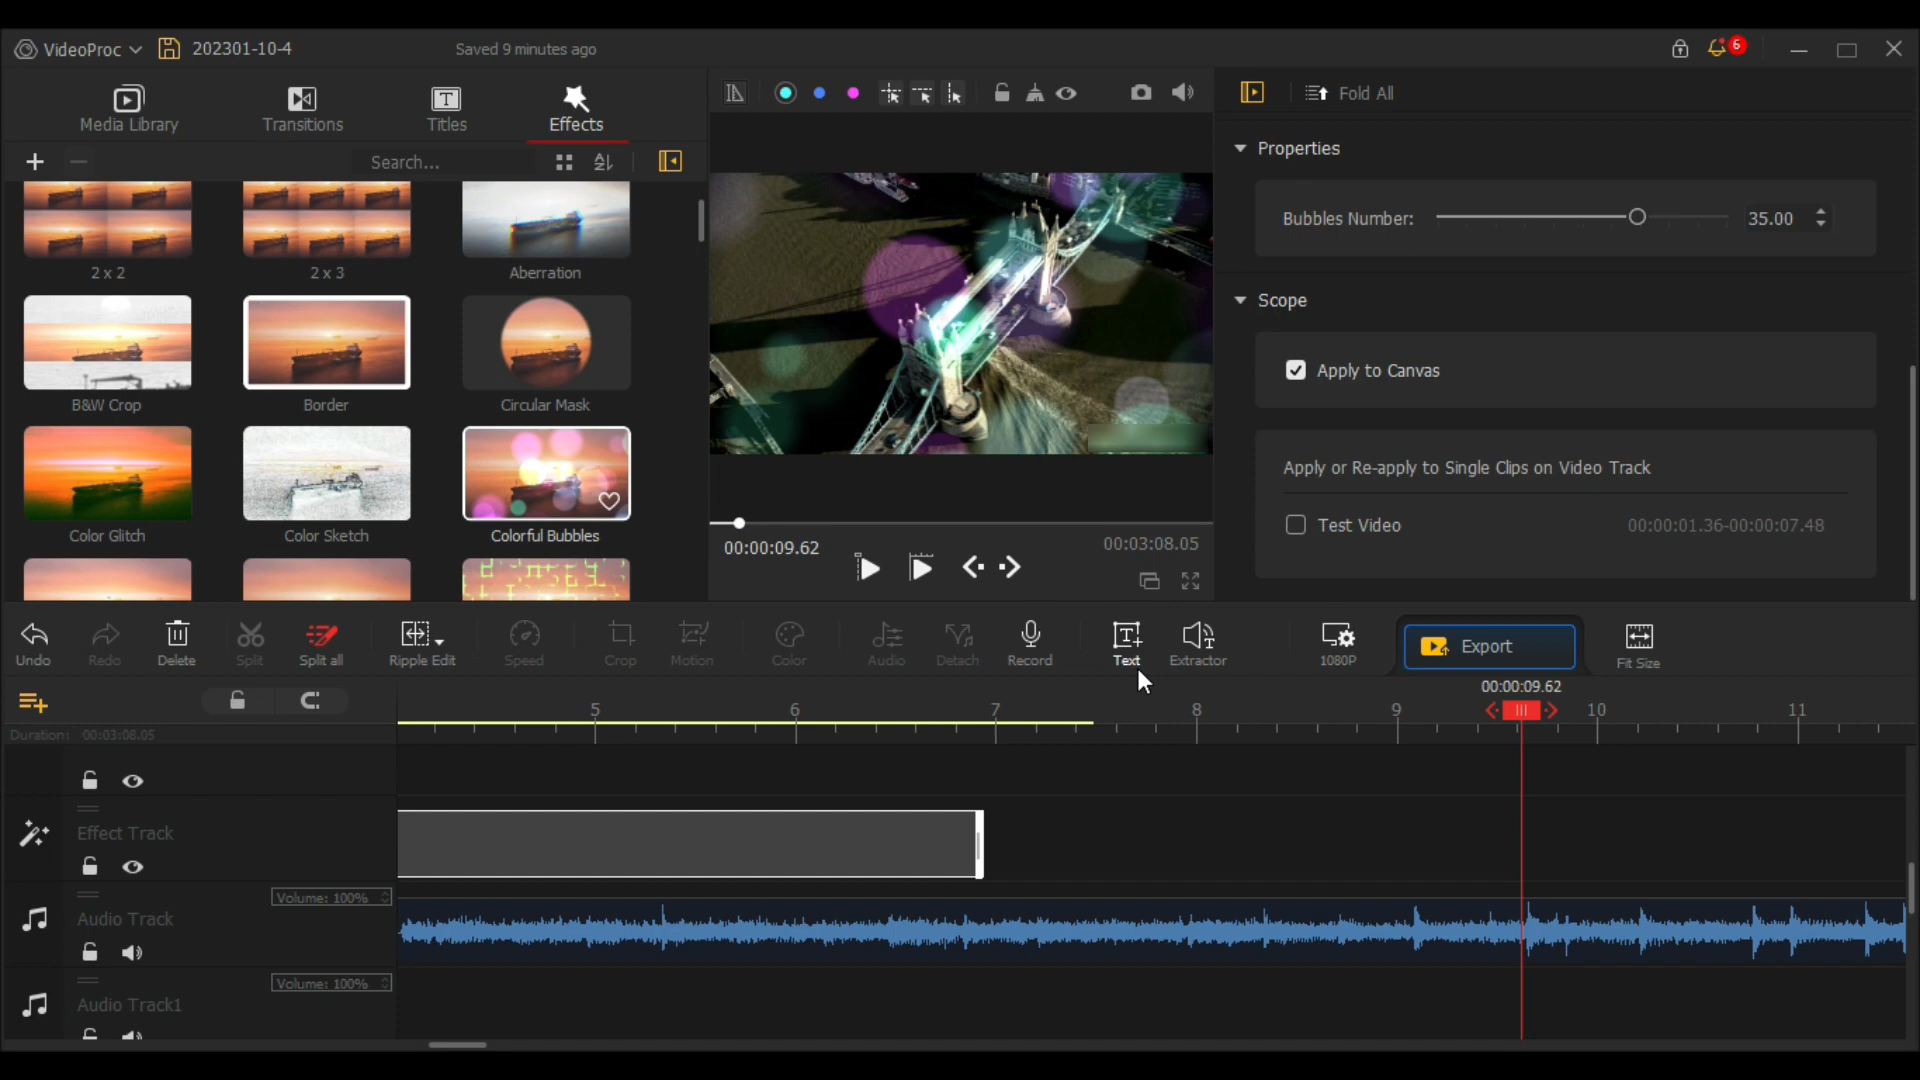 VideoProc
202301-10-4
Saved 9 minutes ago
6
Media Library
Transitions
Titles
Effects
Search...
2 x 2
2 x 3
Aberration
B&W Crop
Border
Circular Mask
Color Glitch
Color Sketch
Colorful Bubbles
00:00:09.62
00:03:08.05
Fold All
Properties
Bubbles Number:
35.00
Scope
Apply to Canvas
Apply or Re-apply to Single Clips on Video Track
Test Video
00:00:01.36-00:00:07.48
Undo
Redo
Delete
Split
Split all
Ripple Edit
Speed
Crop
Motion
Color
Audio
Detach
Record
Text
Extractor
1080P
Export
Fit Size
00:00:09.62
5
6
7
8
9
10
11
Duration: 00:03:08.05
Effect Track
Volume: 100%
Audio Track
Volume: 100%
Audio Track1